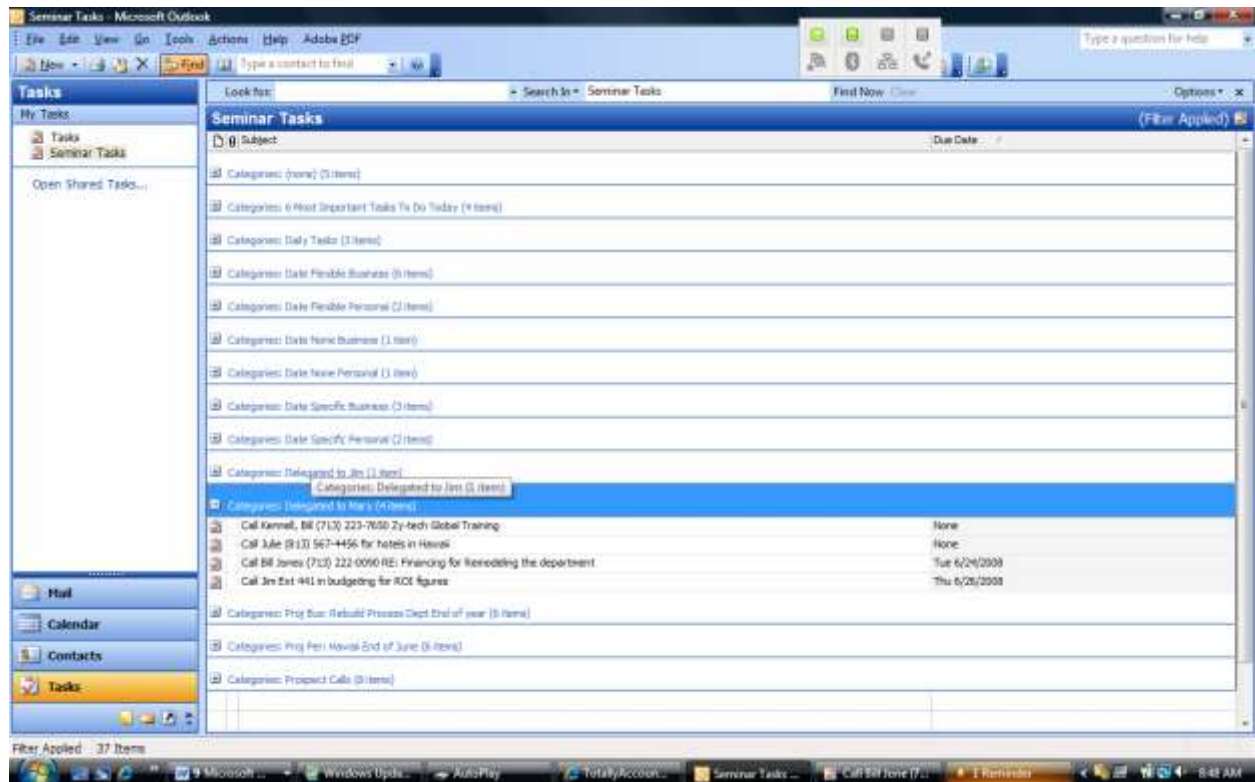 Seminar Tasks - Microsoft Outlook
File Edit View Go Tools Actions Help Adobe PDF
Type a question for help
New Find Type a contact to find
Tasks
Look for: Search In Seminar Tasks Find Now Clear Options x
My Tasks
Seminar Tasks (Filter Applied)
Tasks
Subject Due Date
Seminar Tasks
Open Shared Tasks...
Categories: (none) (5 items)
Categories: 6 Most Important Tasks To Do Today (4 items)
Categories: Daily Tasks (3 items)
Categories: Date Flexible Business (6 items)
Categories: Date Flexible Personal (2 items)
Categories: Date None Business (1 item)
Categories: Date None Personal (1 item)
Categories: Date Specific Business (3 items)
Categories: Date Specific Personal (2 items)
Categories: Delegated to Jim (1 item)
Categories: Delegated to Jim (1 item)
Categories: Delegated to Mary (4 items)
Call Kennell, Bill (713) 223-7650 Zy-tech Global Training None
Call Julie (813) 567-4456 for hotels in Hawaii None
Call Bill Jones (713) 222-0090 RE: Financing for Remodeling the department Tue 6/24/2008
Call Jim Ext 441 in budgeting for ROI figures Thu 6/26/2008
Categories: Proj Bus: Rebuild Process Dept End of year (6 items)
Categories: Proj Per: Hawaii End of June (6 items)
Categories: Prospect Calls (8 items)
Mail
Calendar
Contacts
Tasks
Filter Applied 37 Items
9 Microsoft ... Windows Upda... AutoPlay TotallyAccoun... Seminar Tasks ... Call Bill Jone (7... 1 Reminder 8:48 AM